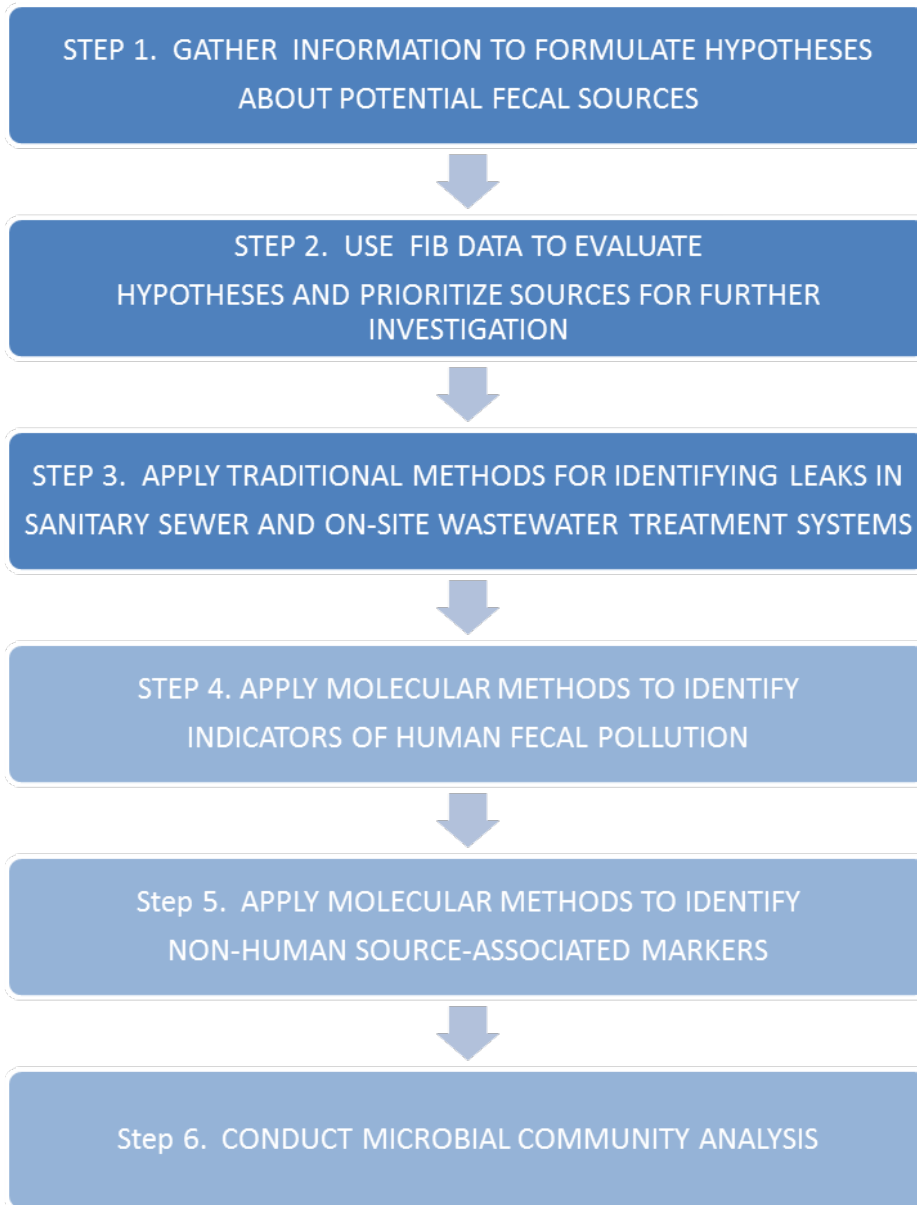 STEP 1.  GATHER  INFORMATION TO FORMULATE HYPOTHESES
ABOUT POTENTIAL FECAL SOURCES
STEP 2.  USE  FIB DATA TO EVALUATE
HYPOTHESES AND PRIORITIZE SOURCES FOR FURTHER
INVESTIGATION
STEP 3.  APPLY TRADITIONAL METHODS FOR IDENTIFYING LEAKS IN
SANITARY SEWER AND ON-SITE WASTEWATER TREATMENT SYSTEMS
STEP 4. APPLY MOLECULAR METHODS TO IDENTIFY
INDICATORS OF HUMAN FECAL POLLUTION
Step 5.  APPLY MOLECULAR METHODS TO IDENTIFY
NON-HUMAN SOURCE-ASSOCIATED MARKERS
Step 6.  CONDUCT MICROBIAL COMMUNITY ANALYSIS